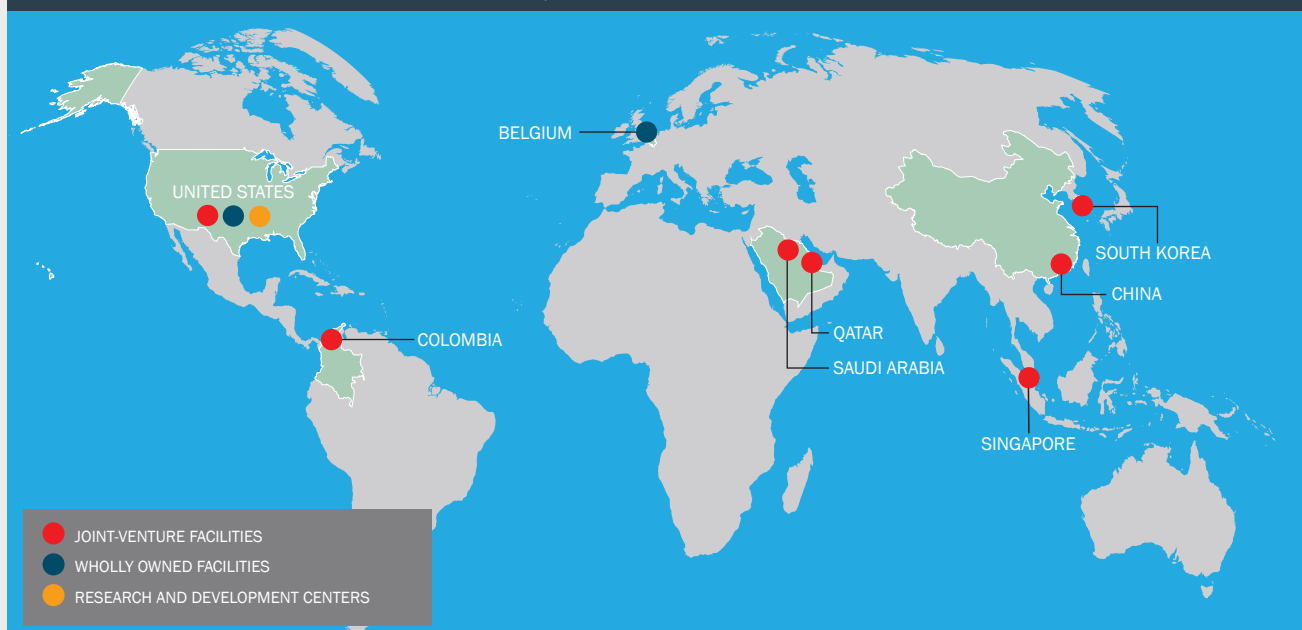 BELGIUM
UNITED STATES
SOUTH KOREA
CHINA
QATAR
COLOMBIA
SAUDI ARABIA
SINGAPORE
JOINT-VENTURE FACILITIES
WHOLLY OWNED FACILITIES
RESEARCH AND DEVELOPMENT CENTERS